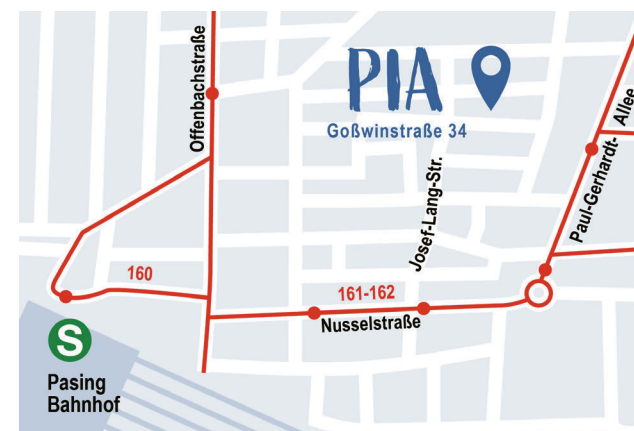 PIA
Goßwinstraße 34
Offenbachstraße
Josef-Lang-Str.
Paul-Gerhardt-Allee
160
161-162
Nusselstraße
S
Pasing
Bahnhof